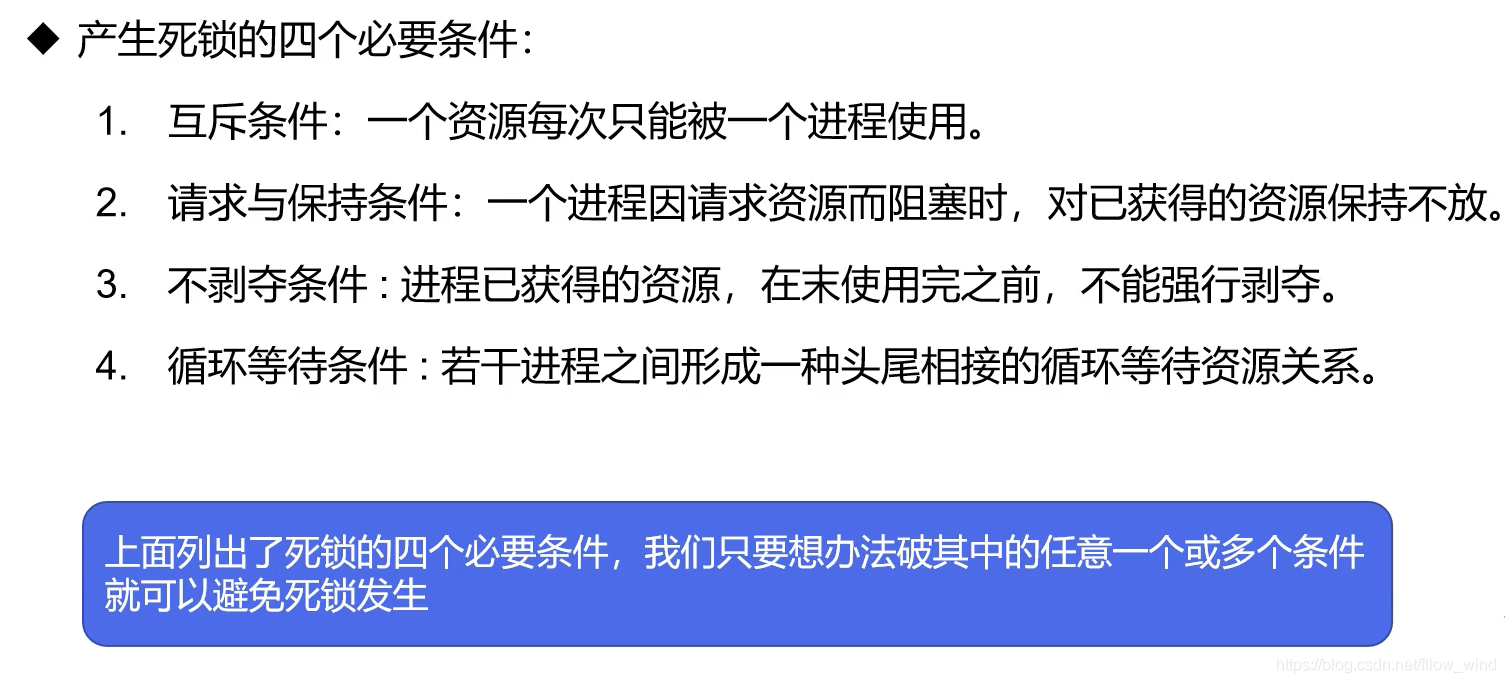 ◆ 产生死锁的四个必要条件：
1. 互斥条件：一个资源每次只能被一个进程使用。
2. 请求与保持条件：一个进程因请求资源而阻塞时，对已获得的资源保持不放。
3. 不剥夺条件 : 进程已获得的资源，在末使用完之前，不能强行剥夺。
4. 循环等待条件 : 若干进程之间形成一种头尾相接的循环等待资源关系。
上面列出了死锁的四个必要条件，我们只要想办法破其中的任意一个或多个条件
就可以避免死锁发生
https://blog.csdn.net/fllow_wind